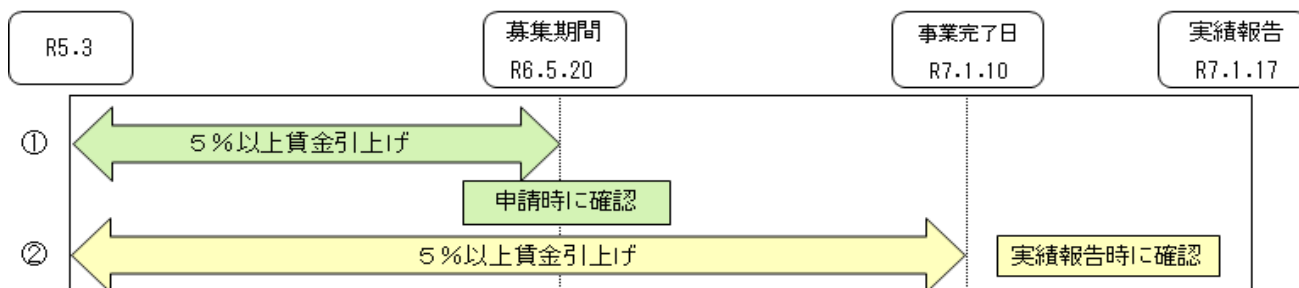 R5.3
募集期間
R6.5.20
事業完了日
R7.1.10
実績報告
R7.1.17
①
５％以上賃金引上げ
申請時に確認
②
５％以上賃金引上げ
実績報告時に確認